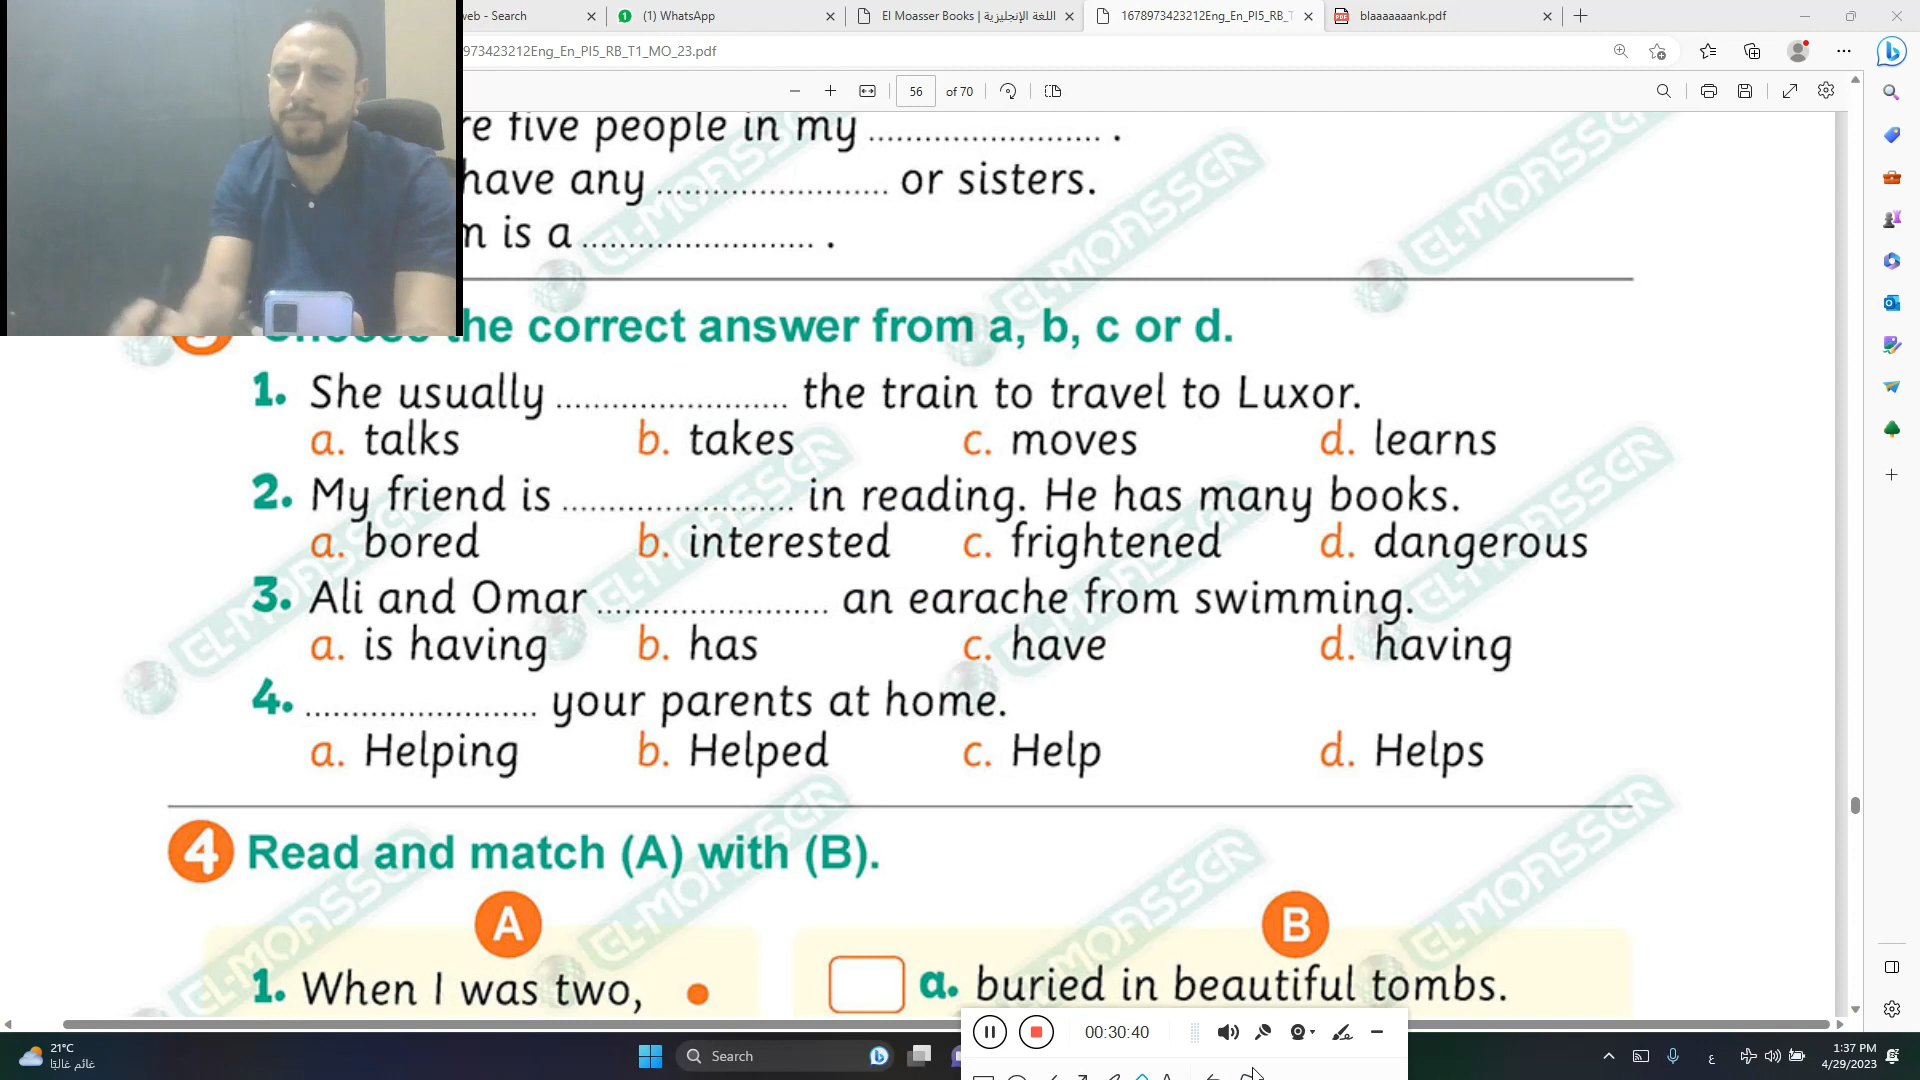 web - Search
(1) WhatsApp
El Moasser Books | اللغة الإنجليزية
1678973423212Eng_En_PI5_RB_T
blaaaaaank.pdf
973423212Eng_En_PI5_RB_T1_MO_23.pdf
56 of 70
re five people in my ........................ .
have any ........................ or sisters.
m is a ........................ .
the correct answer from a, b, c or d.
1. She usually ........................ the train to travel to Luxor.
a. talks b. takes c. moves d. learns
2. My friend is ........................ in reading. He has many books.
a. bored b. interested c. frightened d. dangerous
3. Ali and Omar ........................ an earache from swimming.
a. is having b. has c. have d. having
4. ........................ your parents at home.
a. Helping b. Helped c. Help d. Helps
4 Read and match (A) with (B).
A B
1. When I was two, a. buried in beautiful tombs.
EL-MOASSER
00:30:40
21°C
غائم غالبًا
Search
ع
1:37 PM
4/29/2023